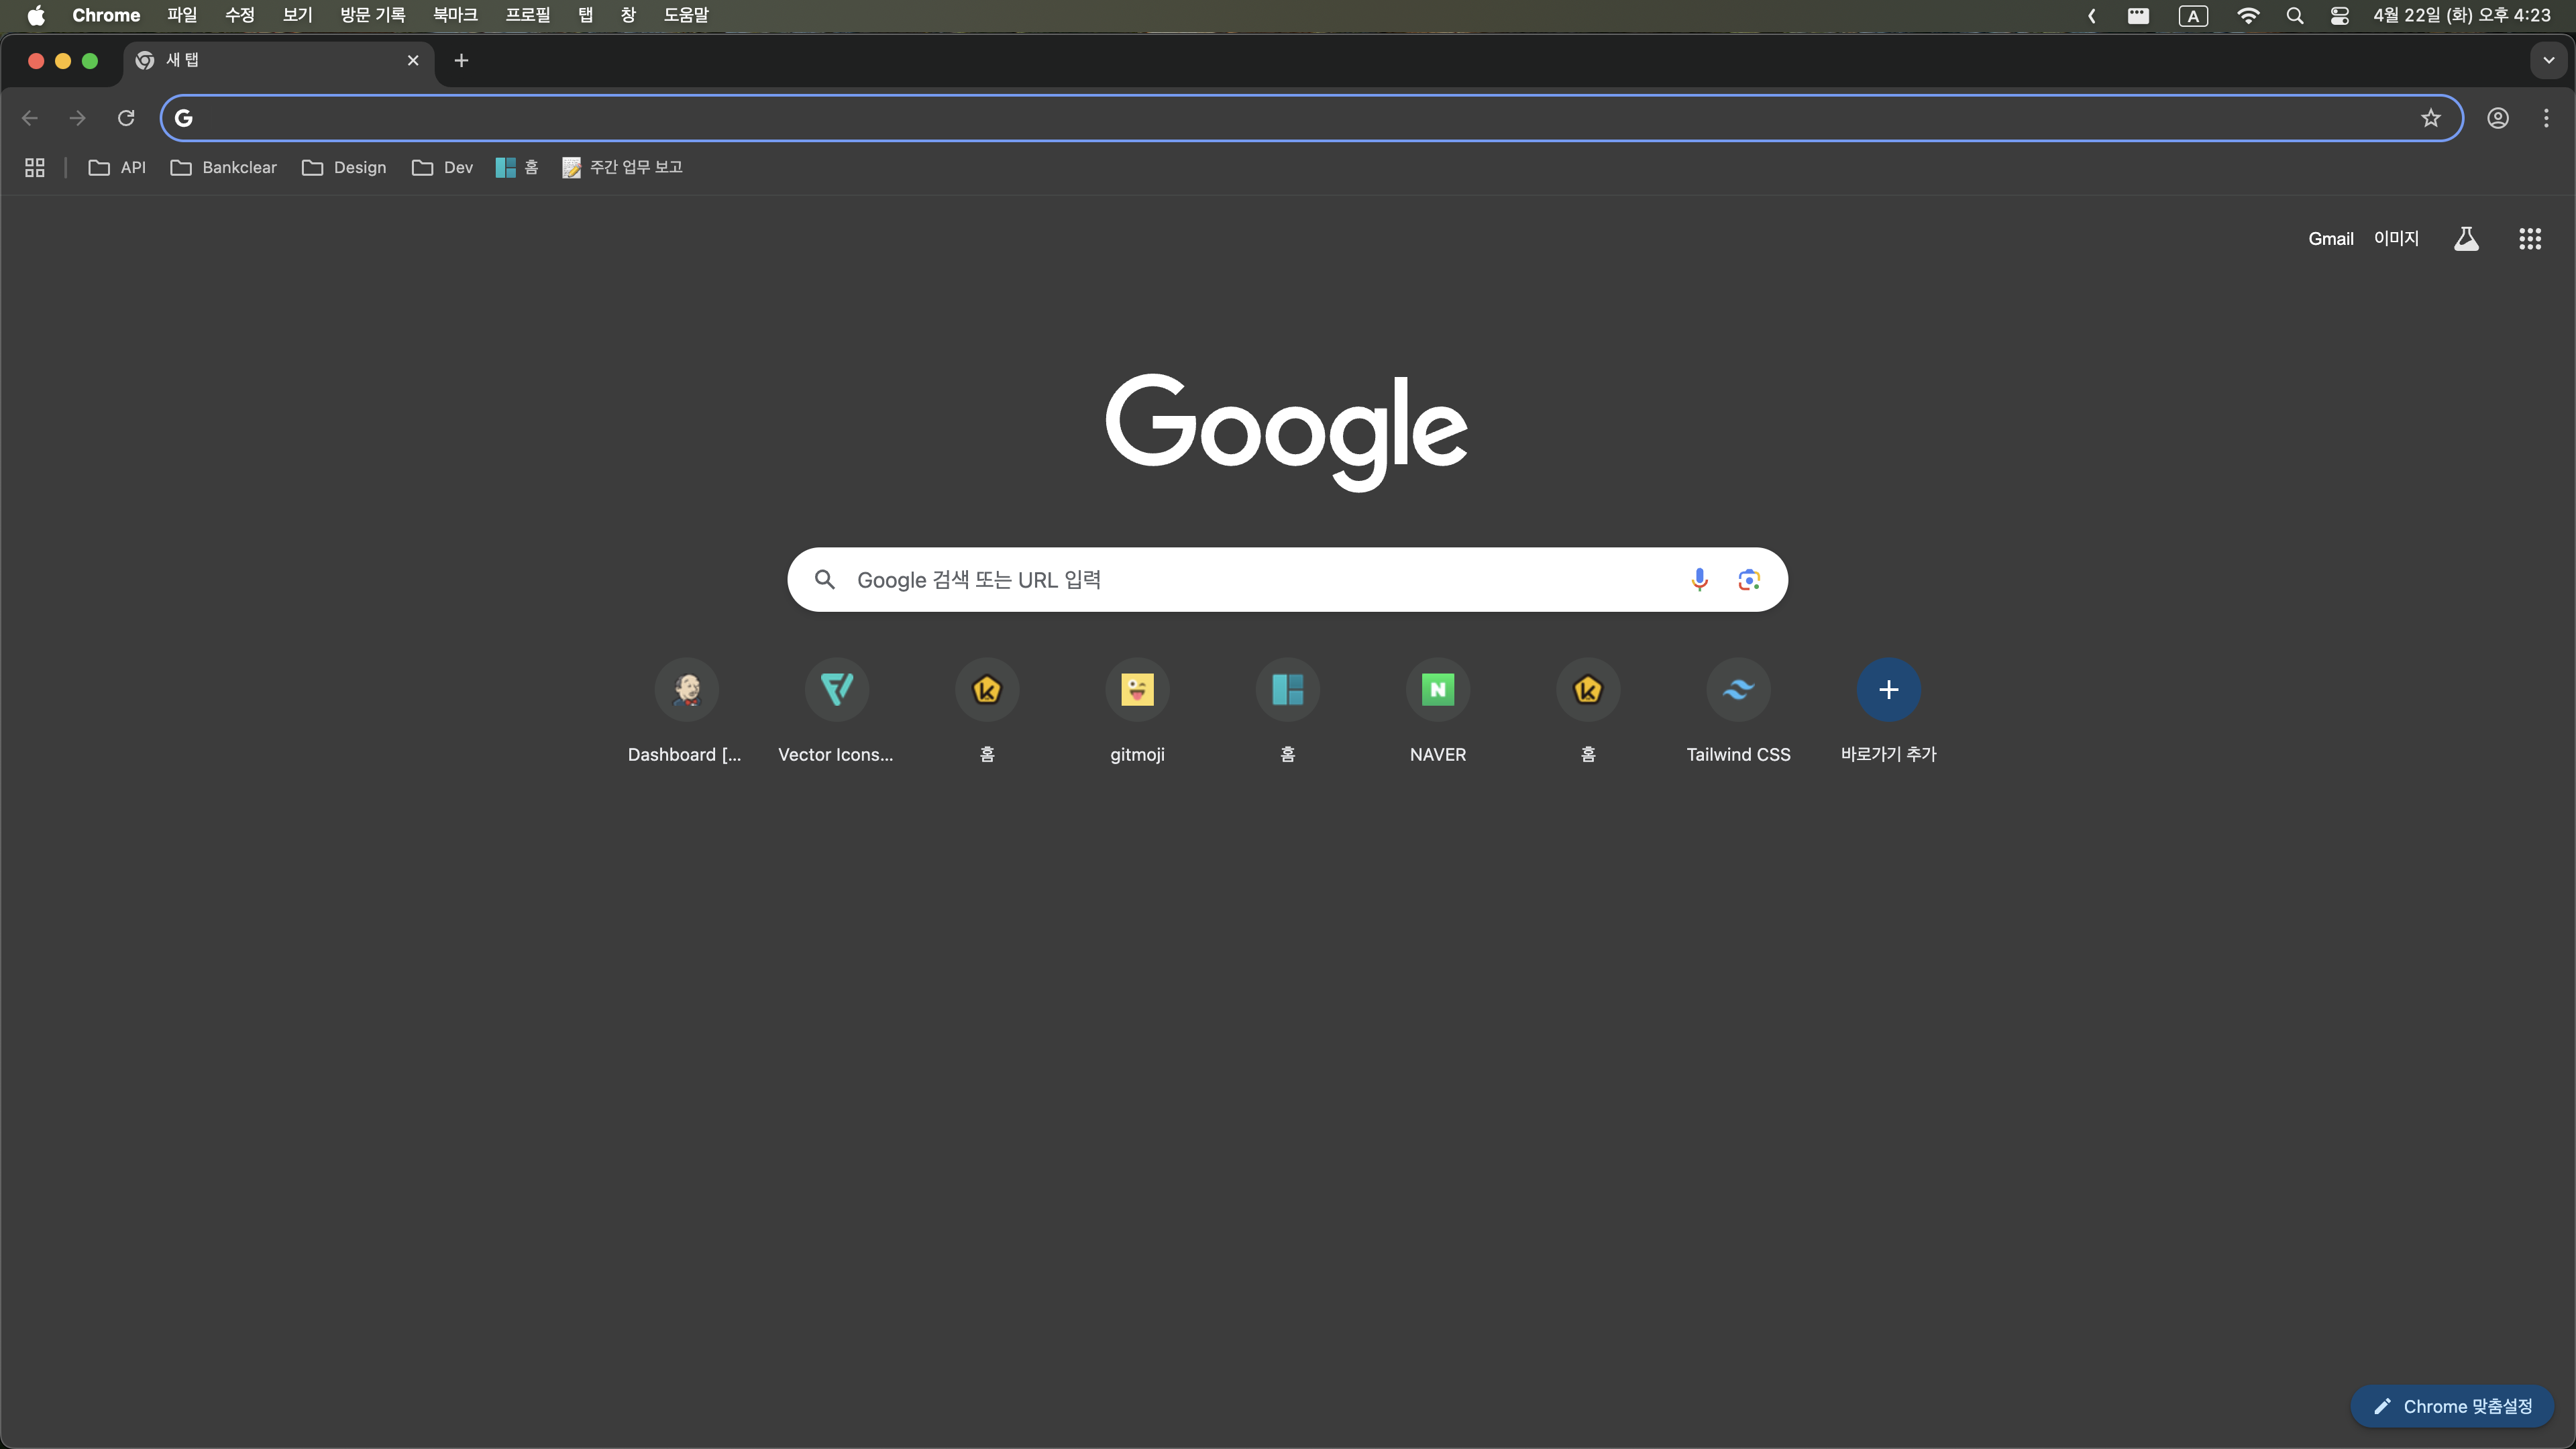 Chrome 파일 수정 보기 방문 기록 북마크 프로필 탭 창 도움말 A 4월 22일 (화) 오후 4:23
새 탭
API Bankclear Design Dev 홈 주간 업무 보고
Gmail 이미지
Google
Google 검색 또는 URL 입력
Dashboard [... Vector Icons... 홈 gitmoji 홈 NAVER 홈 Tailwind CSS 바로가기 추가
Chrome 맞춤설정